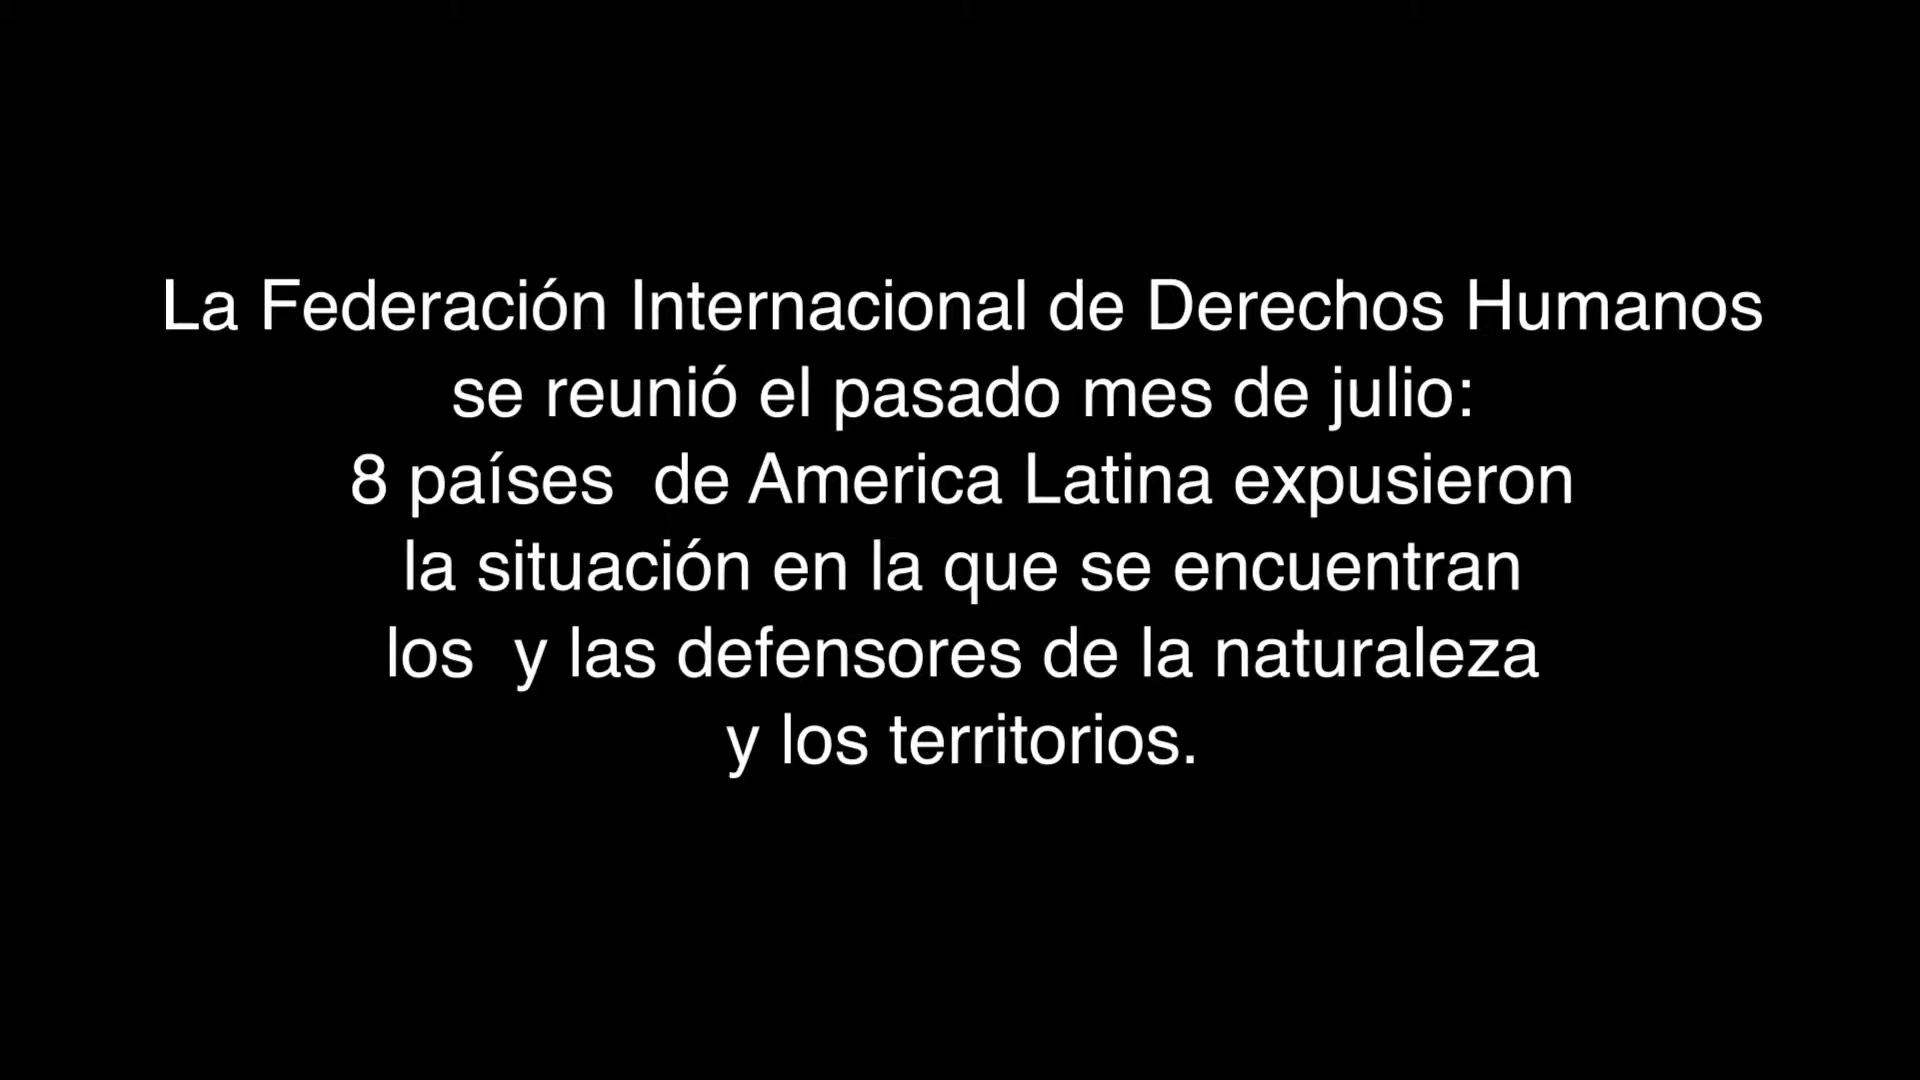 La Federación Internacional de Derechos Humanos
se reunió el pasado mes de julio:
8 países  de America Latina expusieron
la situación en la que se encuentran
los  y las defensores de la naturaleza
y los territorios.